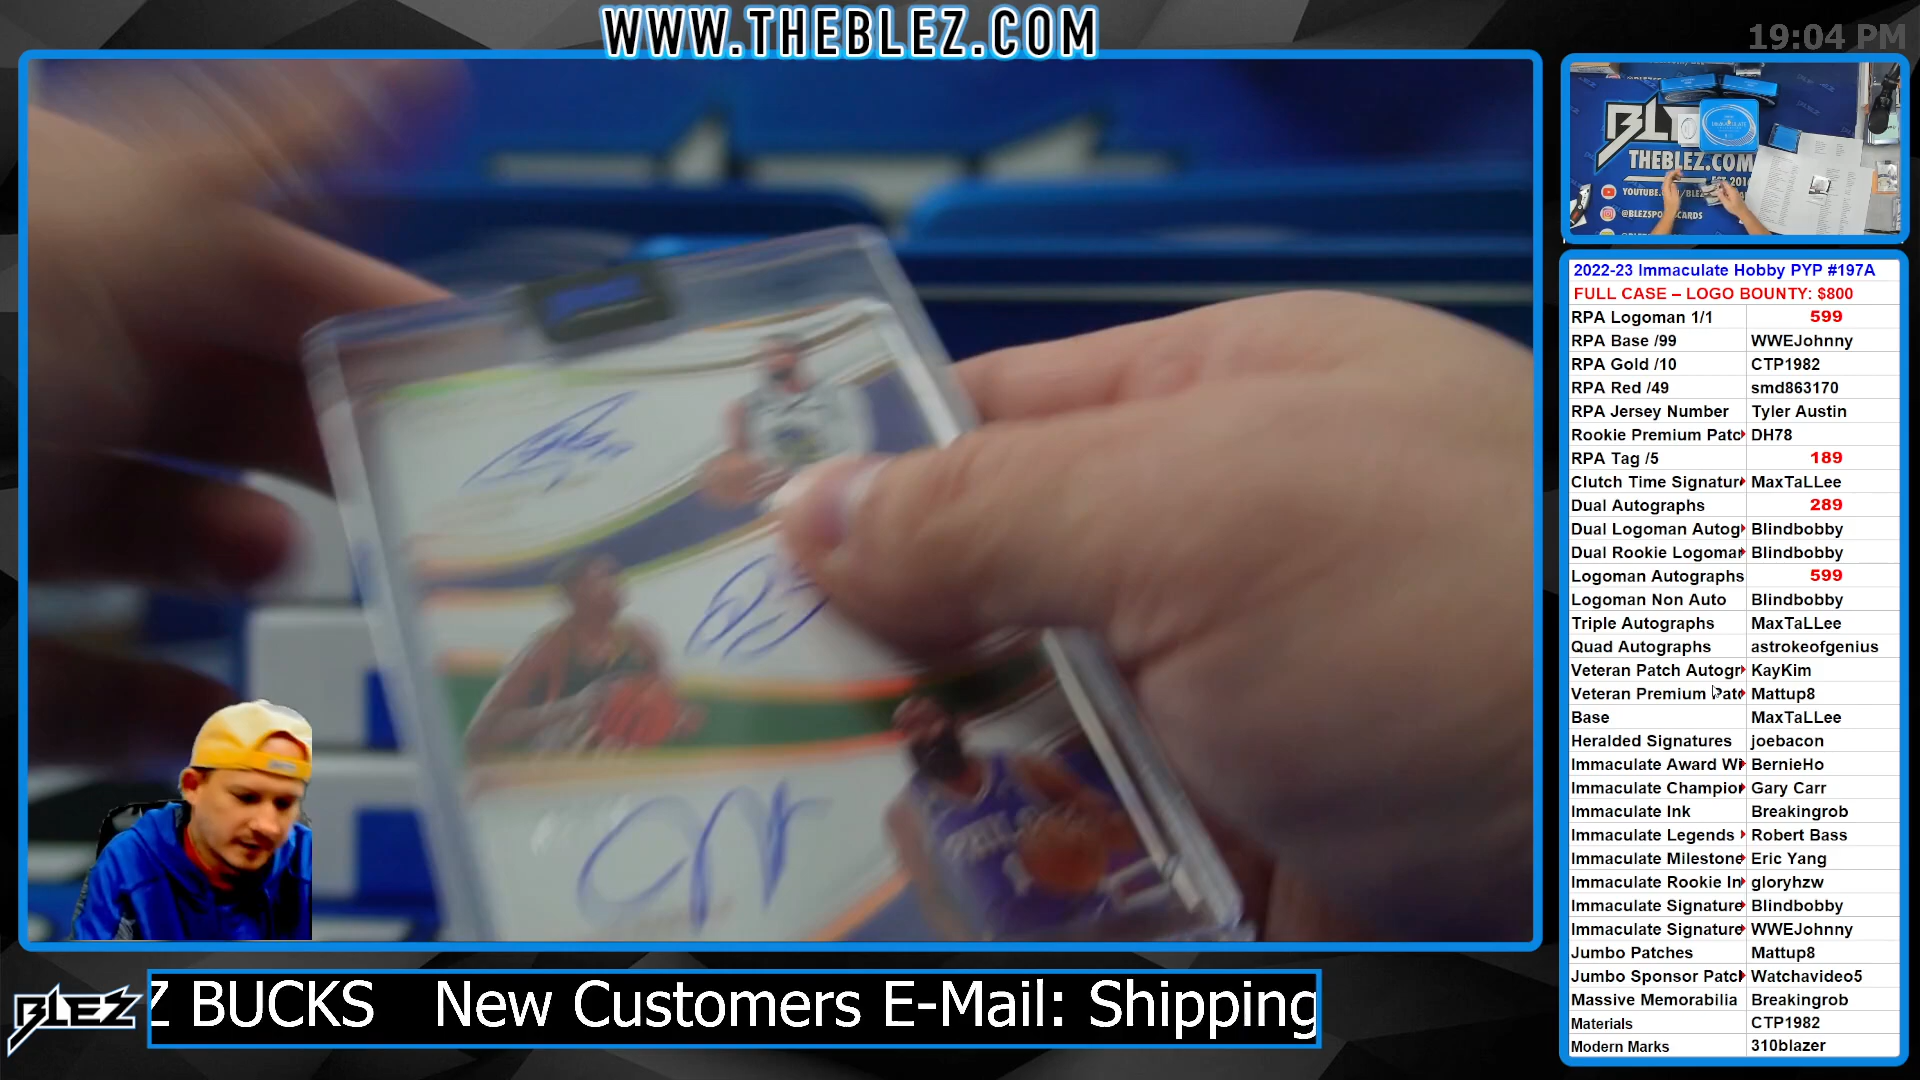 WWW.THEBLEZ.COM
19:04 PM
BLEZ
THEBLEZ.COM
@BLEZSPORTSCARDS
2022-23 Immaculate Hobby PYP #197A
FULL CASE – LOGO BOUNTY: $800
RPA Logoman 1/1 599
RPA Base /99 WWEJohnny
RPA Gold /10 CTP1982
RPA Red /49 smd863170
RPA Jersey Number Tyler Austin
Rookie Premium Patc DH78
RPA Tag /5 189
Clutch Time Signatur MaxTaLLee
Dual Autographs 289
Dual Logoman Autog Blindbobby
Dual Rookie Logoman Blindbobby
Logoman Autographs 599
Logoman Non Auto Blindbobby
Triple Autographs MaxTaLLee
Quad Autographs astrokeofgenius
Veteran Patch Autogr KayKim
Veteran Premium Patc Mattup8
Base MaxTaLLee
Heralded Signatures joebacon
Immaculate Award Wi BernieHo
Immaculate Champion Gary Carr
Immaculate Ink Breakingrob
Immaculate Legends Robert Bass
Immaculate Milestone Eric Yang
Immaculate Rookie In gloryhzw
Immaculate Signature Blindbobby
Immaculate Signature WWEJohnny
Jumbo Patches Mattup8
Jumbo Sponsor Patch Watchavideo5
Massive Memorabilia Breakingrob
Materials CTP1982
Modern Marks 310blazer
BLEZ
Z BUCKS New Customers E-Mail: Shipping